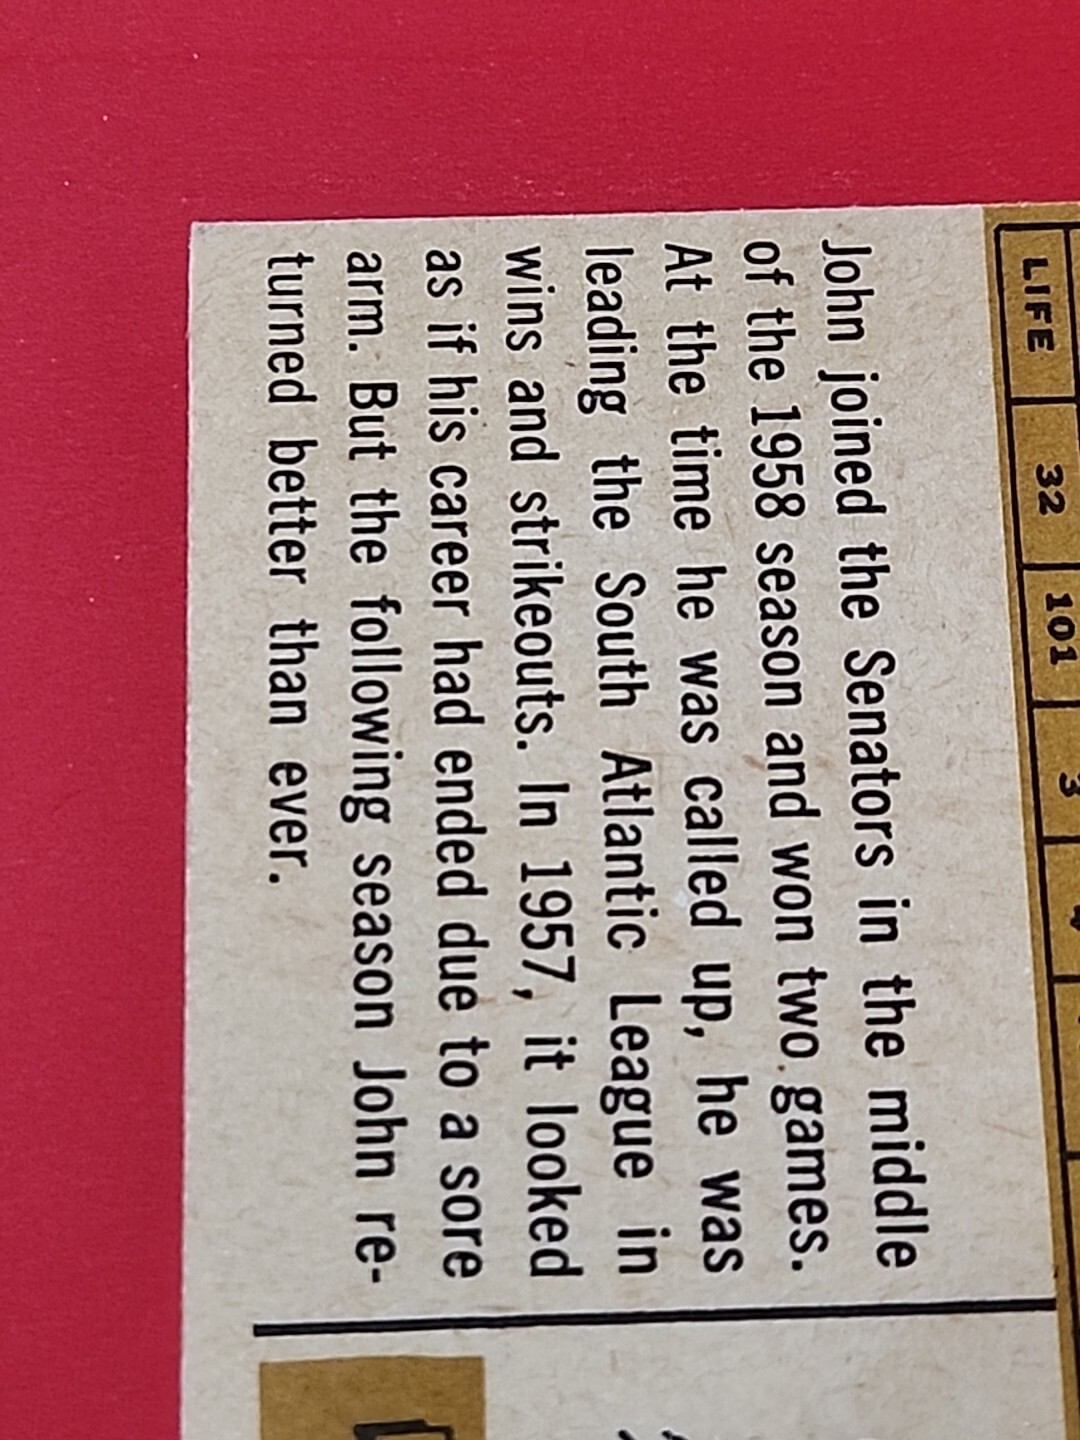 LIFE 32 101 3
John joined the Senators in the middle
of the 1958 season and won two games.
At the time he was called up, he was
leading the South Atlantic League in
wins and strikeouts. In 1957, it looked
as if his career had ended due to a sore
arm. But the following season John re-
turned better than ever.